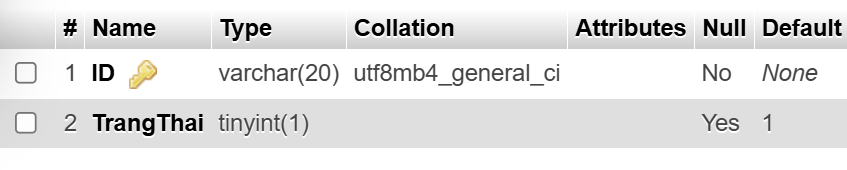 # Name Type Collation Attributes Null Default
1 ID varchar(20) utf8mb4_general_ci No None
2 TrangThai tinyint(1) Yes 1